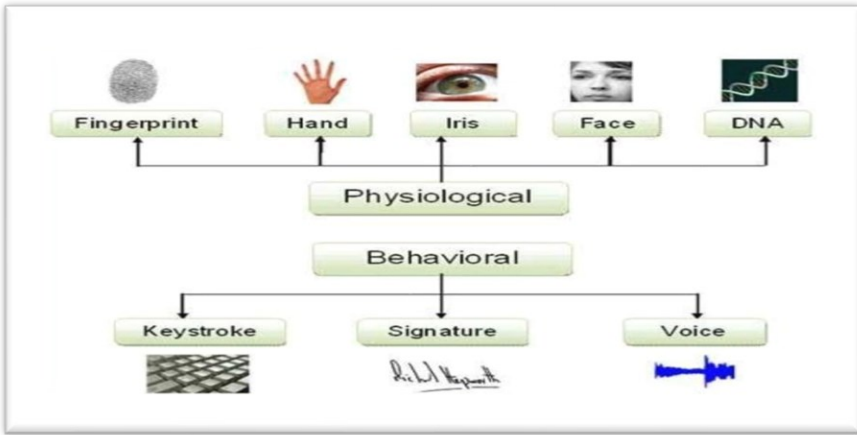 Fingerprint Hand Iris Face DNA
Physiological
Behavioral
Keystroke Signature Voice